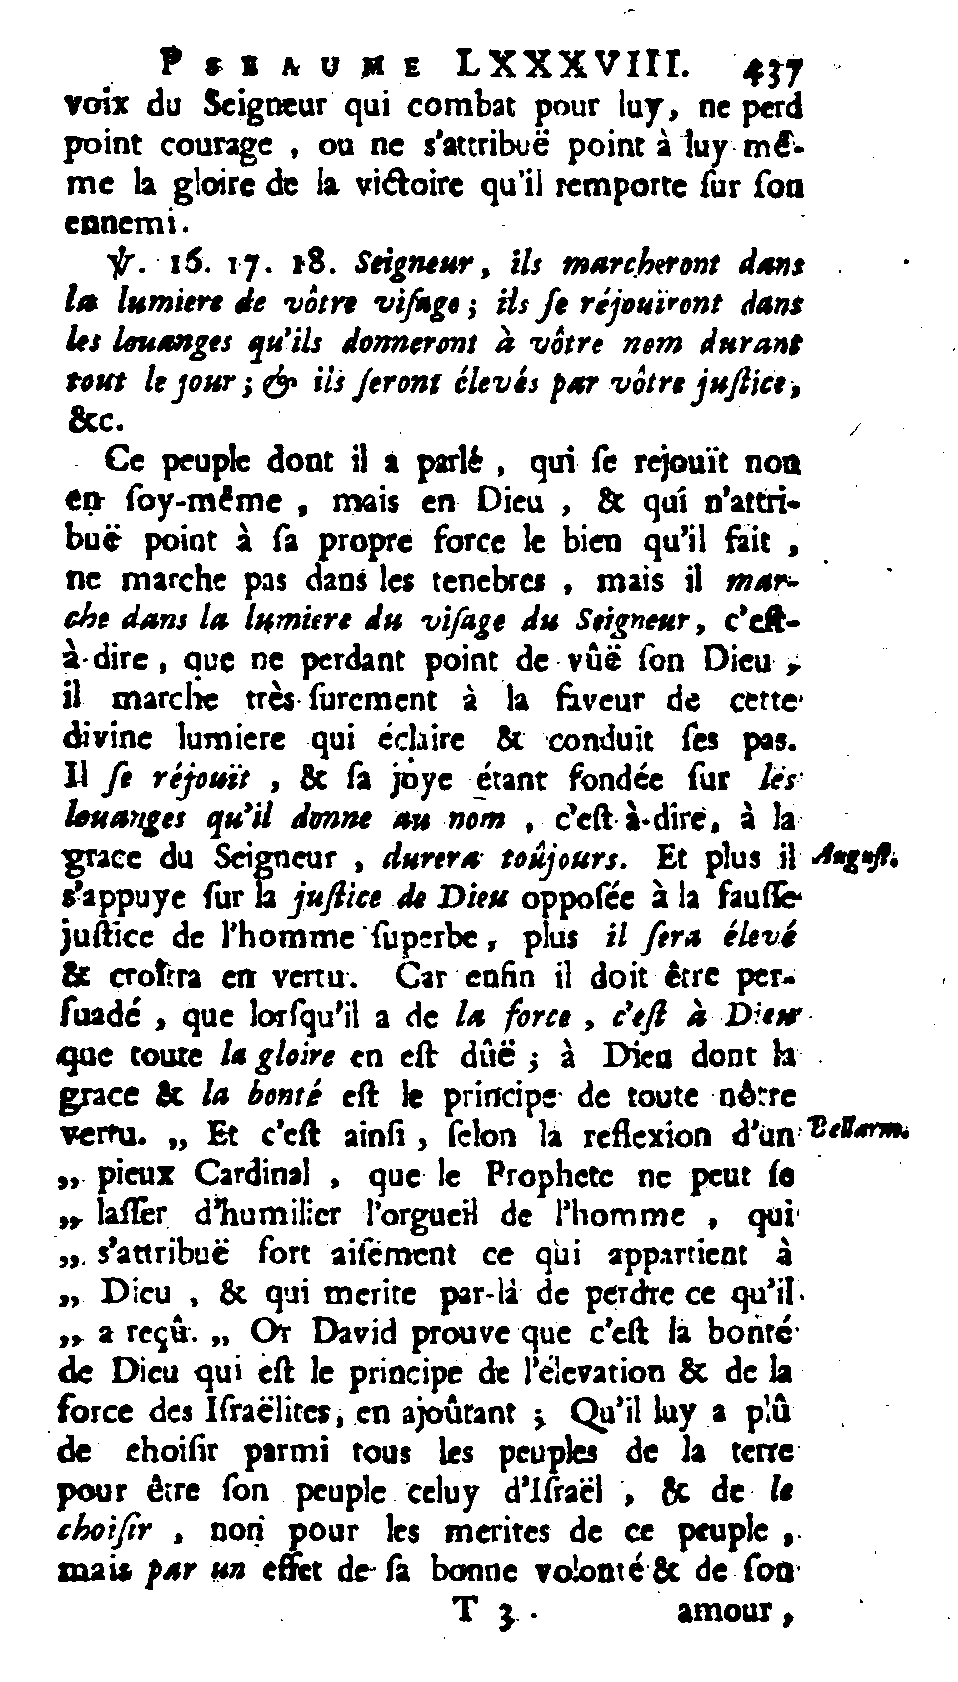 PSEAUME LXXXVIII. 437
voix du Seigneur qui combat pour luy, ne perd
point courage, ou ne s'attribuë point à luy mê-
me la gloire de la victoire qu'il remporte ſur ſon
ennemi.
℣. 16. 17. 18. Seigneur, ils marcheront dans
la lumiere de vôtre viſage; ils ſe réjouïront dans
les louanges qu'ils donneront à vôtre nom durant
tout le jour; & ils ſeront élevés par vôtre juſtice,
&c.
Ce peuple dont il a parlé, qui ſe rejouït non
en ſoy-même, mais en Dieu, & qui n'attri-
buë point à ſa propre force le bien qu'il fait,
ne marche pas dans les tenebres, mais il mar-
che dans la lumiere du viſage du Seigneur, c'eſt-
à-dire, que ne perdant point de vûë ſon Dieu,
il marche très-ſurement à la faveur de cette
divine lumiere qui éclaire & conduit ſes pas.
Il ſe réjouït, & ſa joye étant fondée ſur les
louanges qu'il donne au nom, c'eſt-à-dire, à la
grace du Seigneur, durera toûjours. Et plus il Auguſt.
s'appuye ſur la juſtice de Dieu oppoſée à la fauſſe
juſtice de l'homme ſuperbe, plus il ſera élevé
& croîtra en vertu. Car enfin il doit être per-
ſuadé, que lorſqu'il a de la force, c'eſt à Dieu
que toute la gloire en eſt dûë; à Dieu dont la
grace & la bonté eſt le principe de toute nôtre
vertu. „ Et c'eſt ainſi, ſelon la reflexion d'un Bellarm.
„ pieux Cardinal, que le Prophete ne peut ſe
„ laſſer d'humilier l'orgueil de l'homme, qui
„ s'attribuë fort aiſément ce qui appartient à
„ Dieu, & qui merite par-là de perdre ce qu'il
„ a reçû. „ Or David prouve que c'eſt la bonté
de Dieu qui eſt le principe de l'élevation & de la
force des Iſraëlites, en ajoûtant; Qu'il luy a plû
de choiſir parmi tous les peuples de la terre
pour être ſon peuple celuy d'Iſraël, & de le
choiſir, non pour les merites de ce peuple,
mais par un effet de ſa bonne volonté & de ſon
T 3. amour,